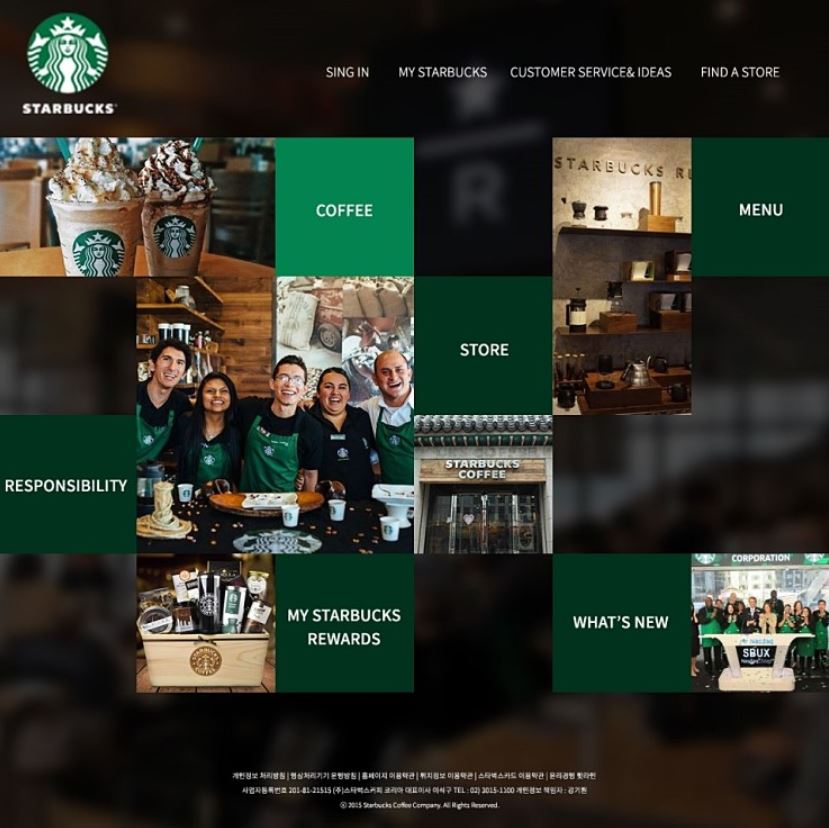 STARBUCKS
SING IN
MY STARBUCKS
CUSTOMER SERVICE& IDEAS
FIND A STORE
R
COFFEE
STARBUCKS R
MENU
STORE
RESPONSIBILITY
STARBUCKS
COFFEE
MY STARBUCKS
REWARDS
WHAT'S NEW
CORPORATION
SBUX
개인정보 처리방침 | 영상처리기기 운영방침 | 홈페이지 이용약관 | 위치정보 이용약관 | 스타벅스카드 이용약관 | 윤리경영 핫라인
사업자등록번호 201-81-21515 (주)스타벅스커피 코리아 대표이사 이석구 TEL : 02) 3015-1100 개인정보 책임자 : 강기원
ⓒ 2015 Starbucks Coffee Company. All Rights Reserved.